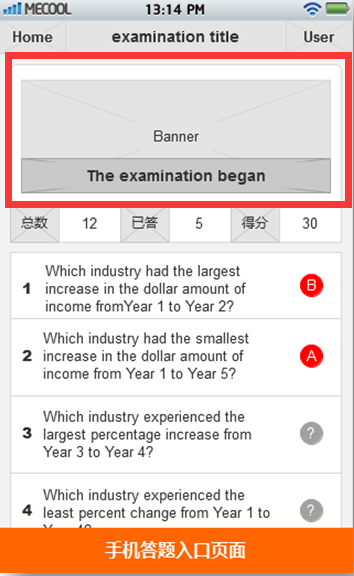 MECOOL 13:14 PM
Home examination title User
Banner
The examination began
总数 12 已答 5 得分 30
1 Which industry had the largest
increase in the dollar amount of
income fromYear 1 to Year 2?
B
2 Which industry had the smallest
increase in the dollar amount of
income from Year 1 to Year 5?
A
3 Which industry experienced the
largest percentage increase from
Year 3 to Year 4?
?
4 Which industry experienced the
least percent change from Year 1 to
Year 4?
?
手机答题入口页面